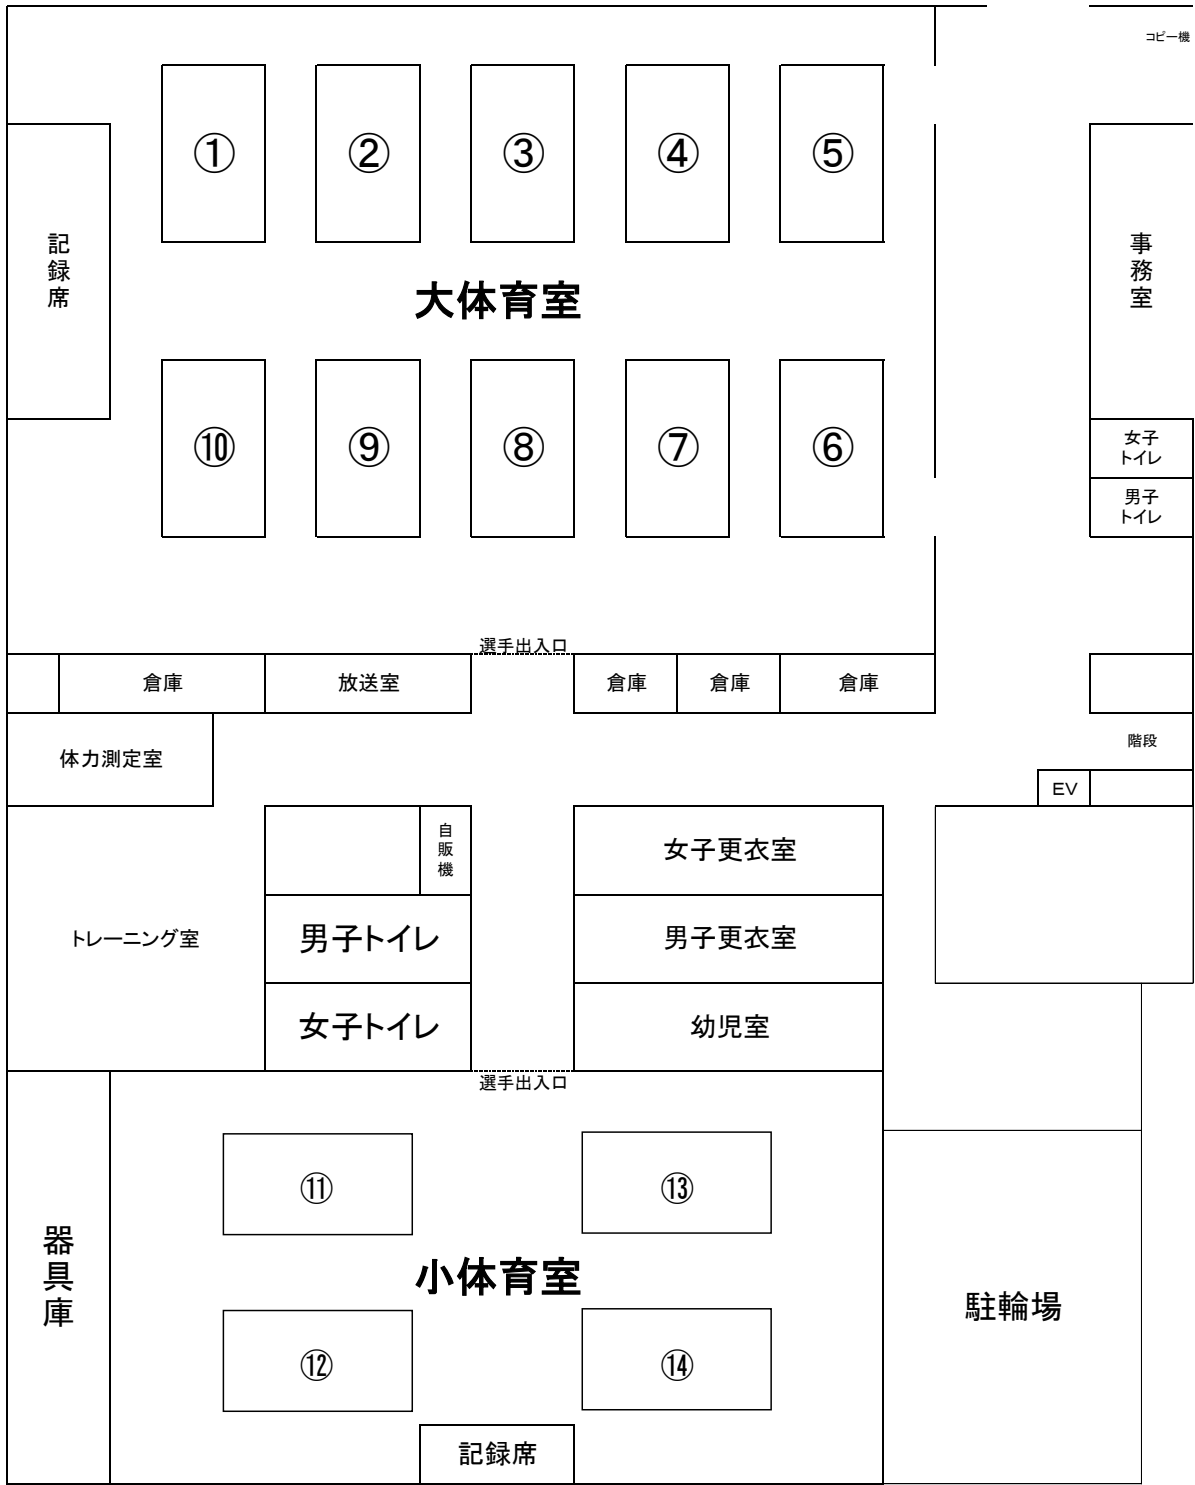 コピー機
①
②
③
④
⑤
記録席
事務室
大体育室
⑩
⑨
⑧
⑦
⑥
女子
トイレ
男子
トイレ
選手出入口
倉庫
放送室
倉庫
倉庫
倉庫
体力測定室
階段
EV
自販機
女子更衣室
トレーニング室
男子トイレ
男子更衣室
女子トイレ
幼児室
選手出入口
⑪
⑬
器具庫
小体育室
駐輪場
⑫
⑭
記録席